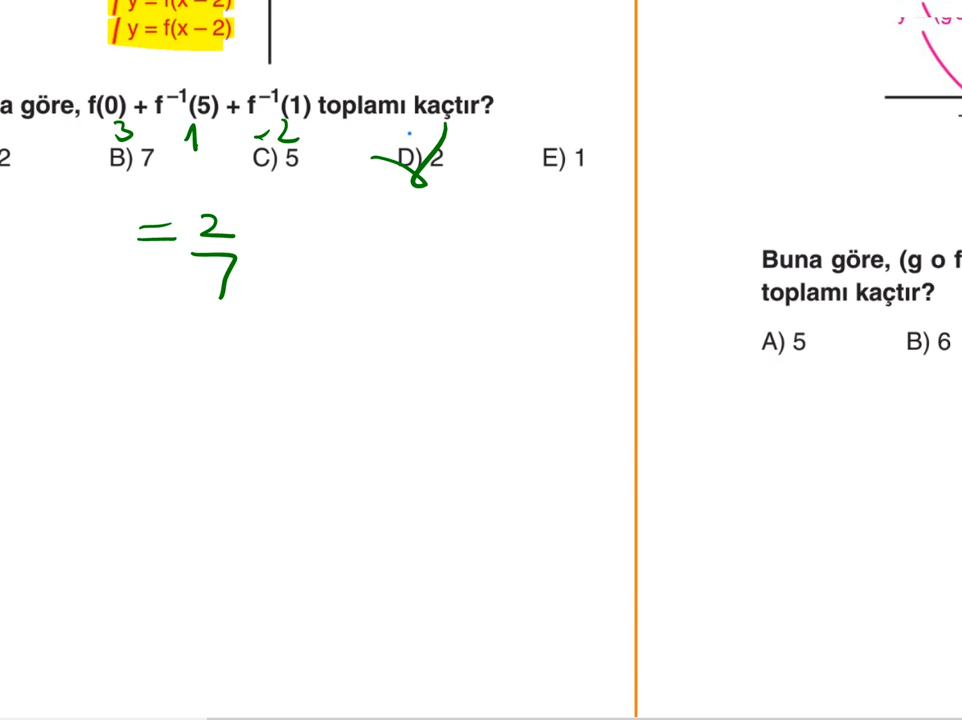 y = f(x – 2)
y = f(x – 2)
a göre, f(0) + f⁻¹(5) + f⁻¹(1) toplamı kaçtır?
3 1 -2
2 B) 7 C) 5 D) 2 E) 1
= 2
7
Buna göre, (g o f
toplamı kaçtır?
A) 5 B) 6